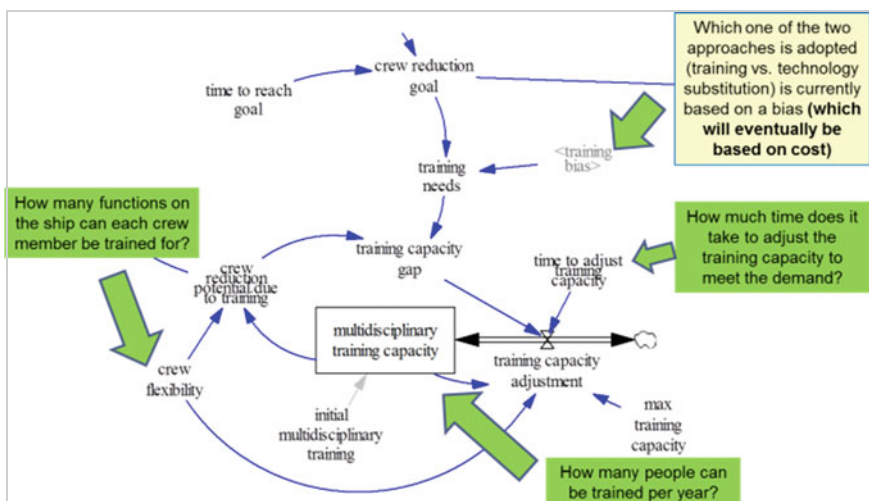 Which one of the two
approaches is adopted
(training vs. technology
substitution) is currently
based on a bias (which
will eventually be
based on cost)
crew reduction
goal
time to reach
goal
training
needs
<training
bias>
How many functions on
the ship can each crew
member be trained for?
How much time does it
take to adjust the
training capacity to
meet the demand?
training capacity
gap
time to adjust
training
capacity
crew
reduction
potential due
to training
multidisciplinary
training capacity
training capacity
adjustment
crew
flexibility
initial
multidisciplinary
training
max
training
capacity
How many people can
be trained per year?